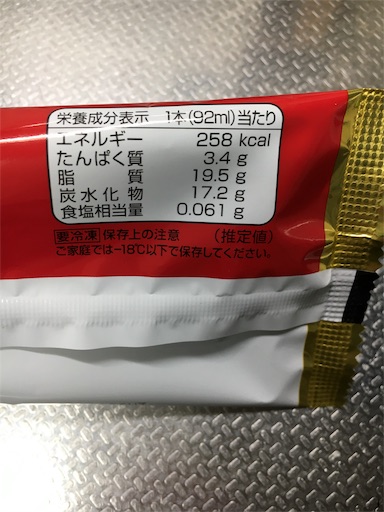 栄養成分表示 1本(92ml)当たり
エネルギー 258 kcal
たんぱく質 3.4 g
脂質 19.5 g
炭水化物 17.2 g
食塩相当量 0.061 g
要冷凍 保存上の注意 (推定値)
ご家庭では-18℃以下で保存してください。